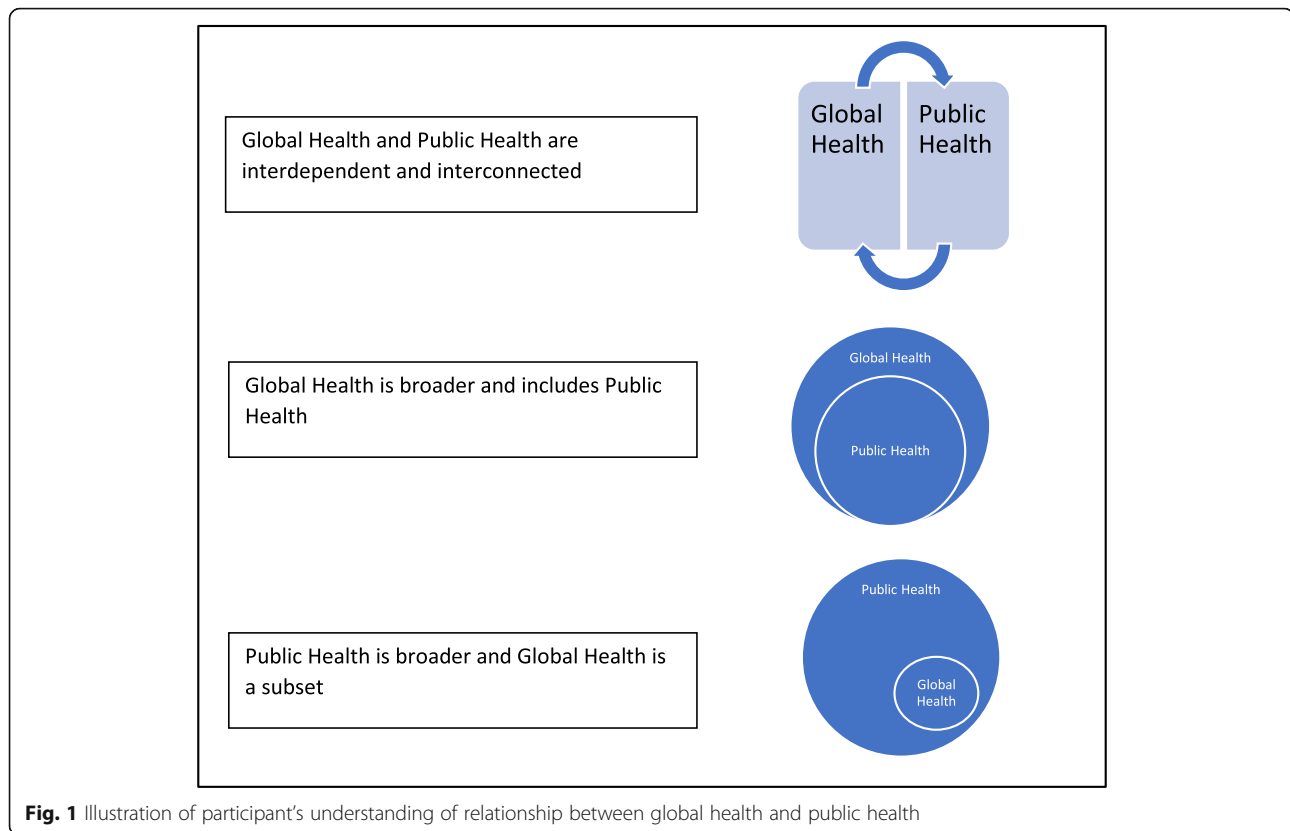 Global Health and Public Health are
interdependent and interconnected
Global
Health
Public
Health
Global Health is broader and includes Public
Health
Global Health
Public Health
Public Health is broader and Global Health is
a subset
Public Health
Global
Health
Fig. 1 Illustration of participant’s understanding of relationship between global health and public health